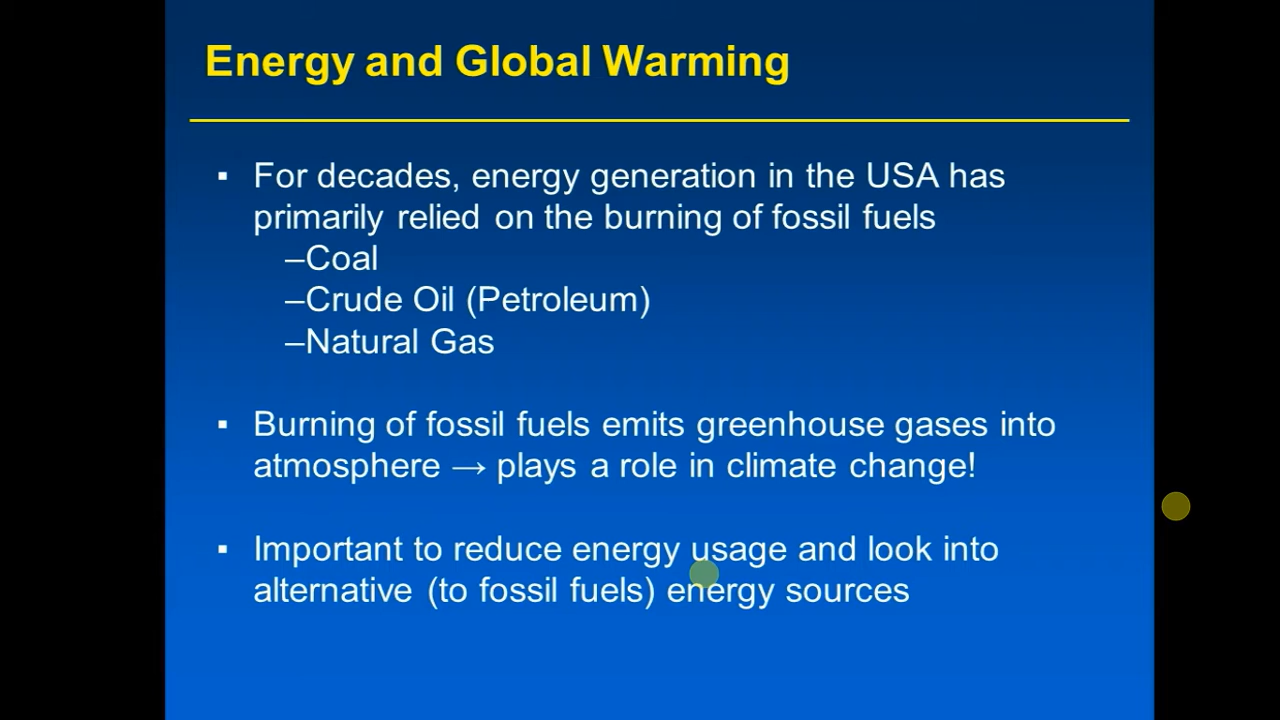 Energy and Global Warming
▪ For decades, energy generation in the USA has
primarily relied on the burning of fossil fuels
–Coal
–Crude Oil (Petroleum)
–Natural Gas
▪ Burning of fossil fuels emits greenhouse gases into
atmosphere → plays a role in climate change!
▪ Important to reduce energy usage and look into
alternative (to fossil fuels) energy sources